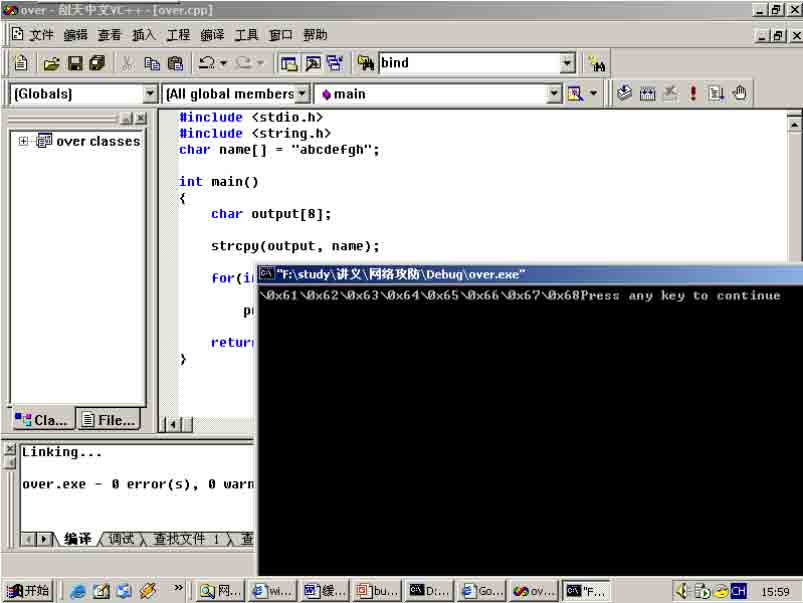 over - 创天中文VC++ - [over.cpp]
文件 编辑 查看 插入 工程 编译 工具 窗口 帮助
bind
(Globals) (All global members main
over classes
#include <stdio.h>
#include <string.h>
char name[] = "abcdefgh";
int main()
{
char output[8];
strcpy(output, name);
for(i
p
return
}
"F:\study\讲义\网络攻防\Debug\over.exe"
\0x61\0x62\0x63\0x64\0x65\0x66\0x67\0x68Press any key to continue
Cla... File...
Linking...
over.exe - 0 error(s), 0 warn
编译 调试 查找文件 1 查
开始 » 网... wi... 缓... bu... D:... Go... ov... "F... CH 15:59